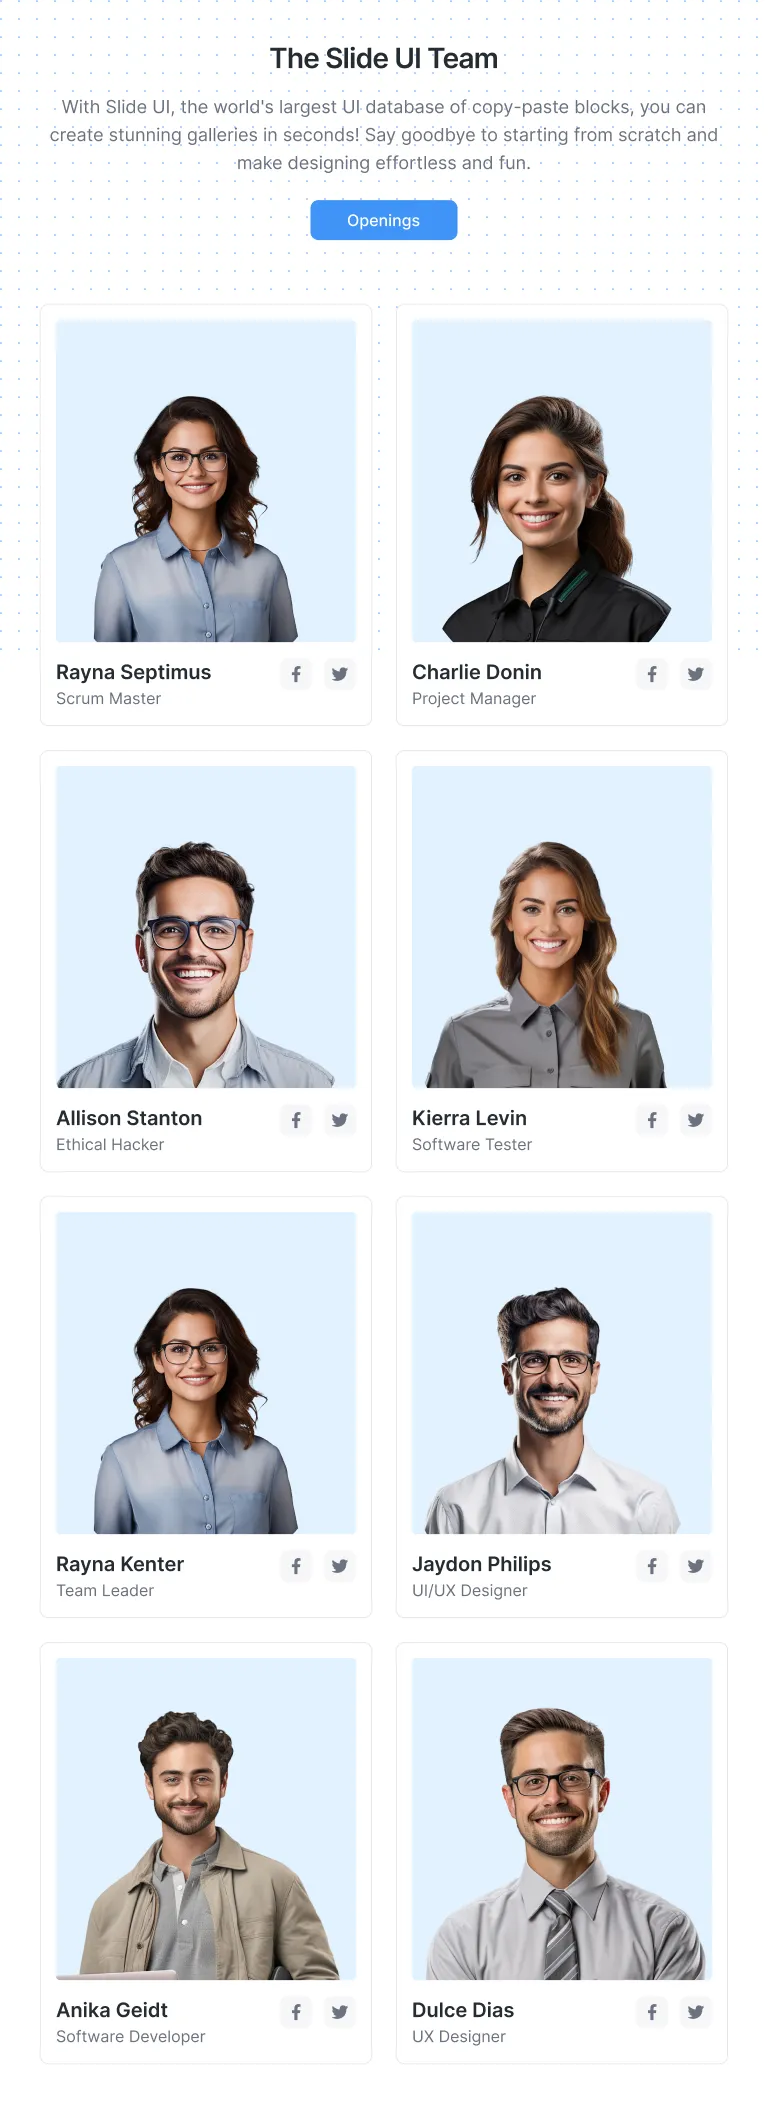 The Slide UI Team
With Slide UI, the world's largest UI database of copy-paste blocks, you can
create stunning galleries in seconds! Say goodbye to starting from scratch and
make designing effortless and fun.
Openings
Rayna Septimus
Scrum Master
Charlie Donin
Project Manager
Allison Stanton
Ethical Hacker
Kierra Levin
Software Tester
Rayna Kenter
Team Leader
Jaydon Philips
UI/UX Designer
Anika Geidt
Software Developer
Dulce Dias
UX Designer